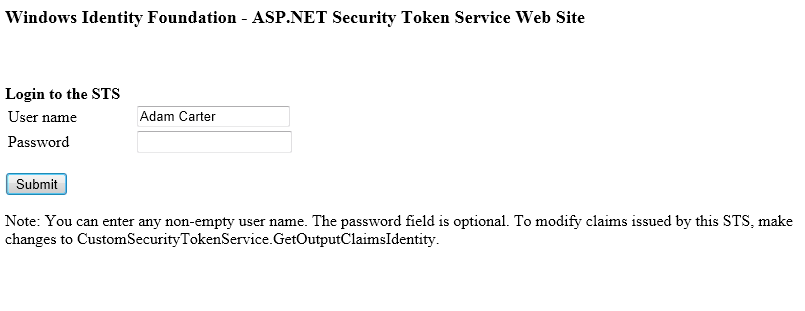 Windows Identity Foundation - ASP.NET Security Token Service Web Site
Login to the STS
User name
Adam Carter
Password
Submit
Note: You can enter any non-empty user name. The password field is optional. To modify claims issued by this STS, make
changes to CustomSecurityTokenService.GetOutputClaimsIdentity.